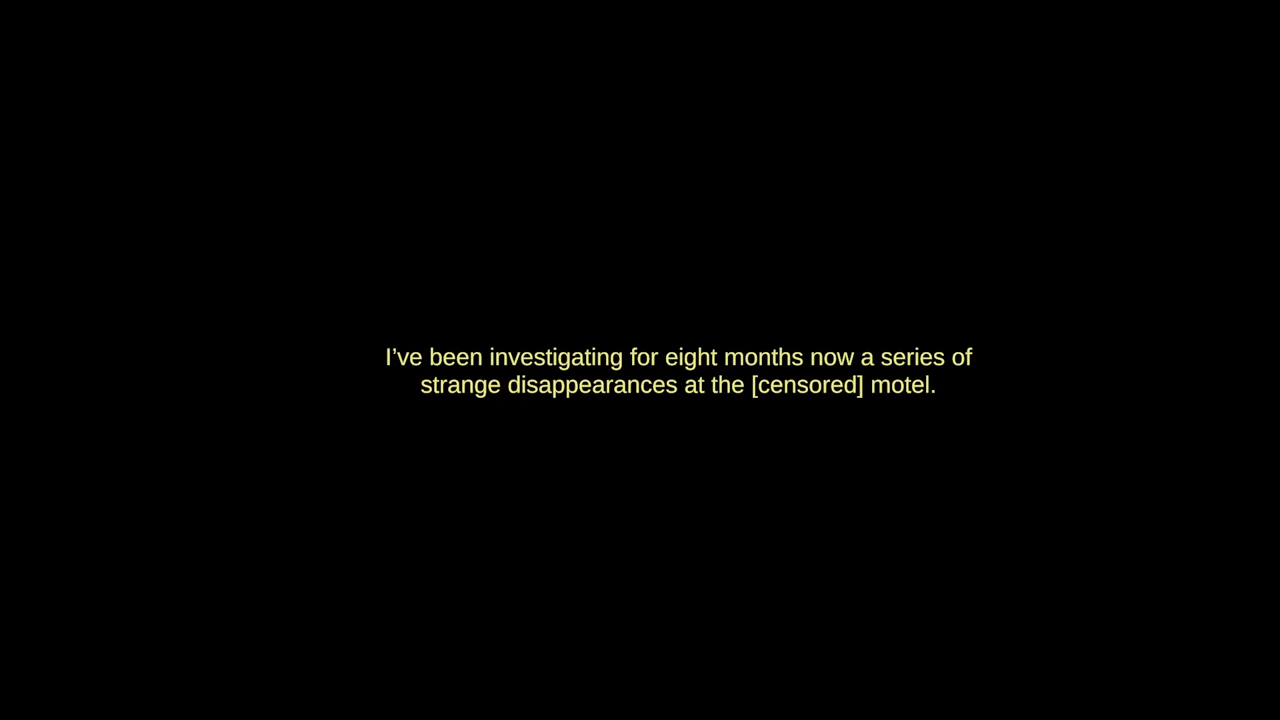 I’ve been investigating for eight months now a series of
strange disappearances at the [censored] motel.